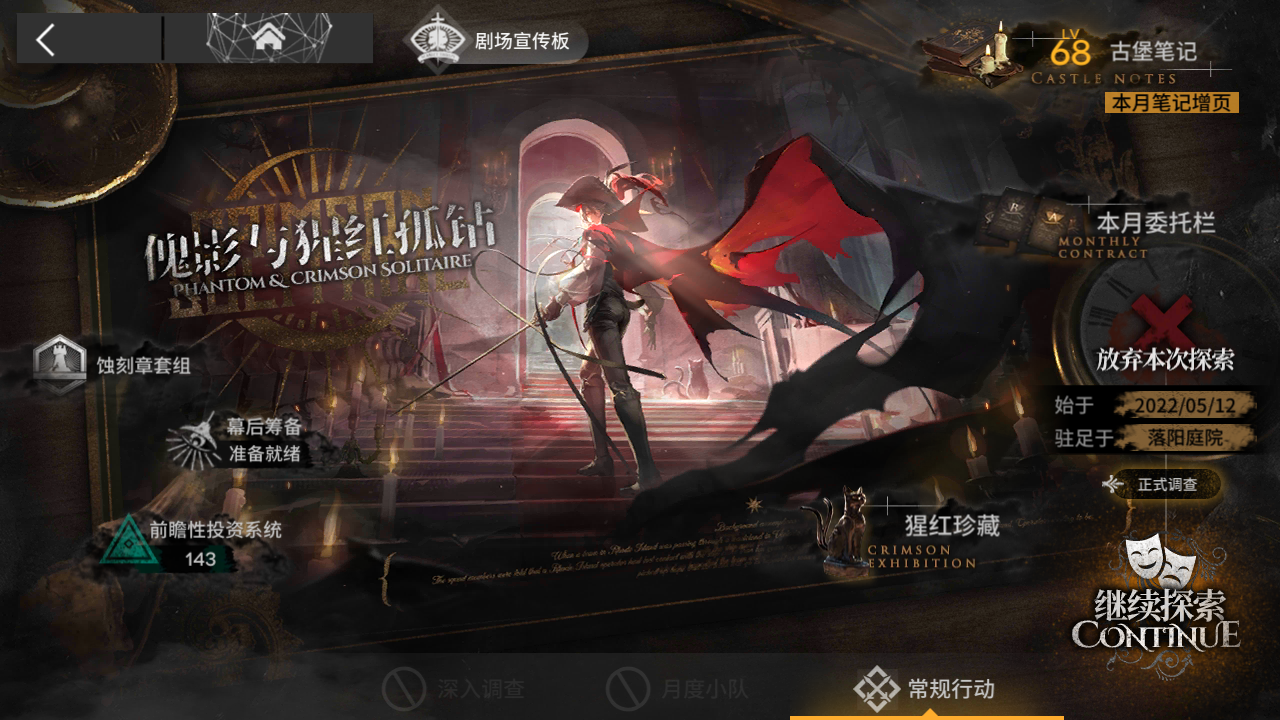 剧场宣传板
LV
68
古堡笔记
CASTLE NOTES
本月笔记增页
傀影与猩红孤钻
PHANTOM & CRIMSON SOLITAIRE
本月委托栏
MONTHLY
CONTRACT
放弃本次探索
蚀刻章套组
始于
2022/05/12
驻足于
落阳庭院
幕后筹备
准备就绪
正式调查
前瞻性投资系统
143
猩红珍藏
CRIMSON
EXHIBITION
继续探索
CONTINUE
深入调查
月度小队
常规行动